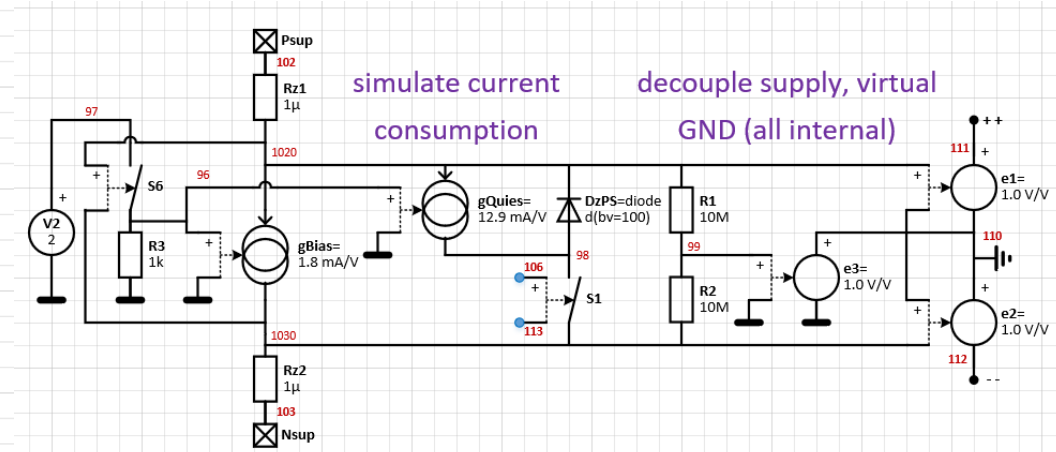 Psup
102
Rz1
1µ
simulate current
consumption
decouple supply, virtual
GND (all internal)
97
1020
++
111
+
e1=
1.0 V/V
+
S6
96
+
+
V2
2
+
R3
1k
+
gBias=
1.8 mA/V
gQuies=
12.9 mA/V
DzPS=diode
d(bv=100)
R1
10M
+
110
99
98
106
+
113
S1
R2
10M
+
e3=
1.0 V/V
+
+
e2=
1.0 V/V
1030
112
--
Rz2
1µ
103
Nsup